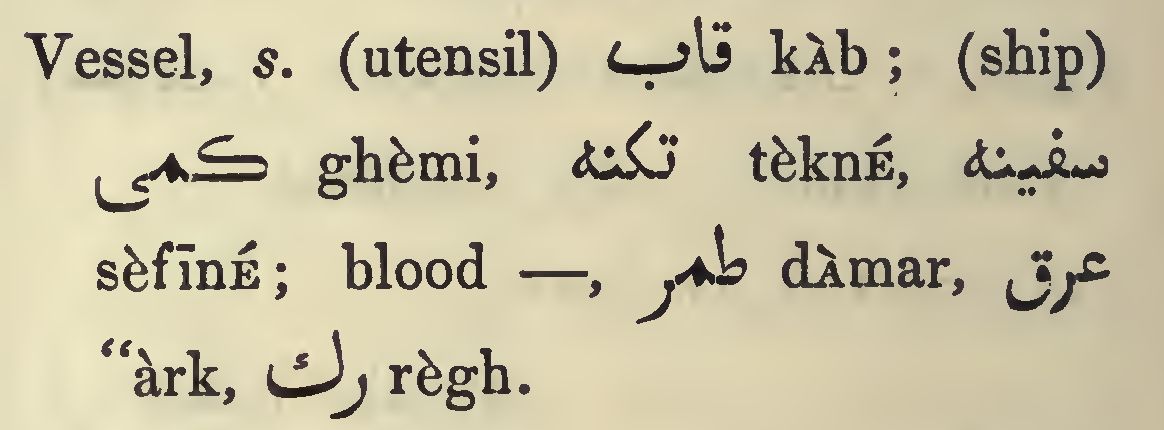 Vessel, s. (utensil) قاب kÀb ; (ship)
كمى ghèmi, تكنه tèknÉ, سفينه
sèfīnÉ ; blood —, طمر dÀmar, عرق
“àrk, رك règh.